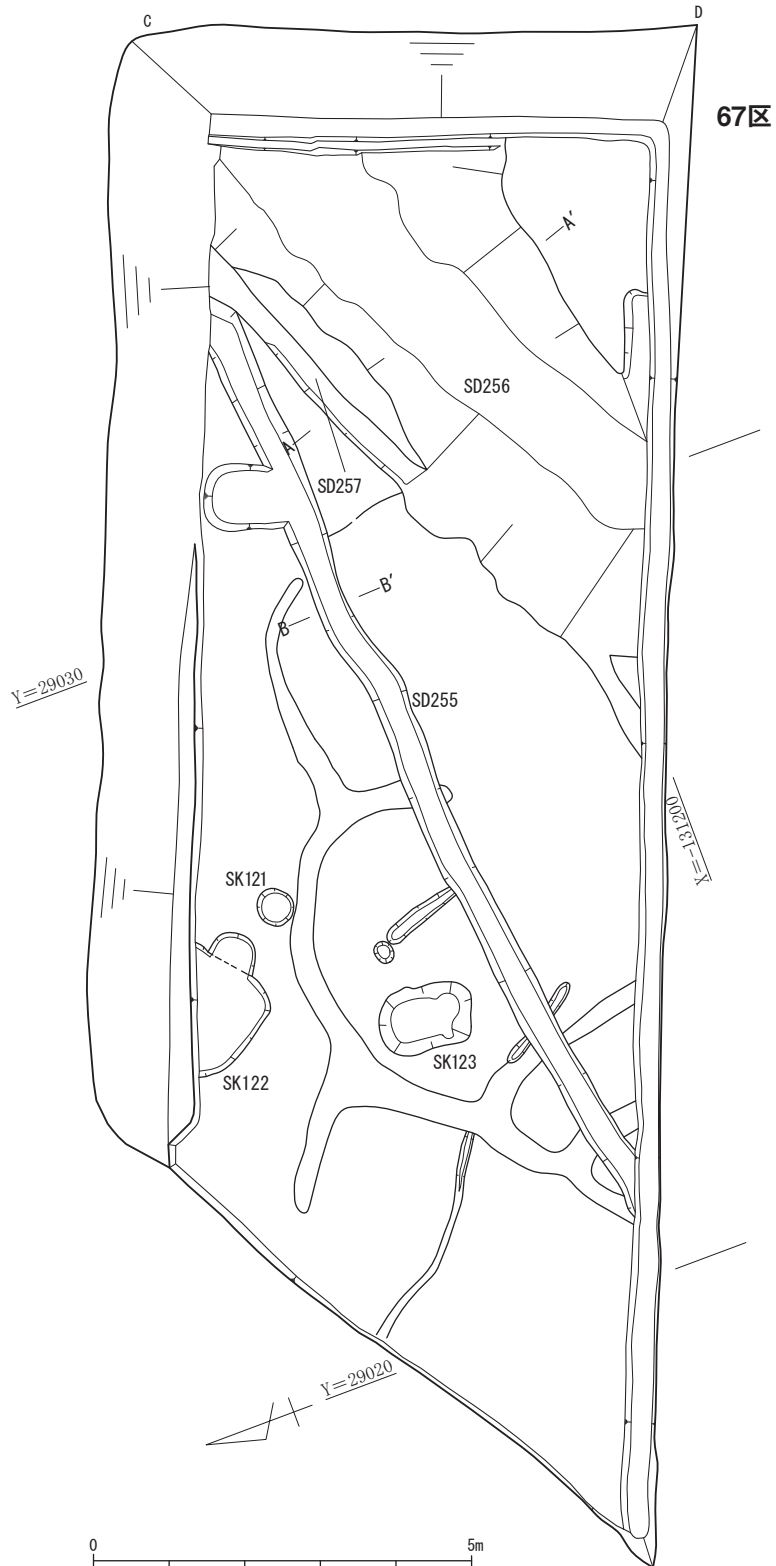 C
D
67区
A′
SD256
A
SD257
B′
B
Y=29030
SD255
X=-131200
SK121
SK123
SK122
Y=29020
0 5m